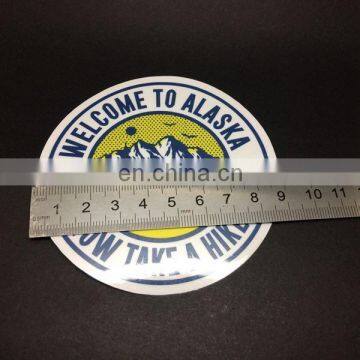 WELCOME TO ALASKA
en.china.cn
1 2 3 4 5 6 7 8 9 10 11
TAKE A HIKE